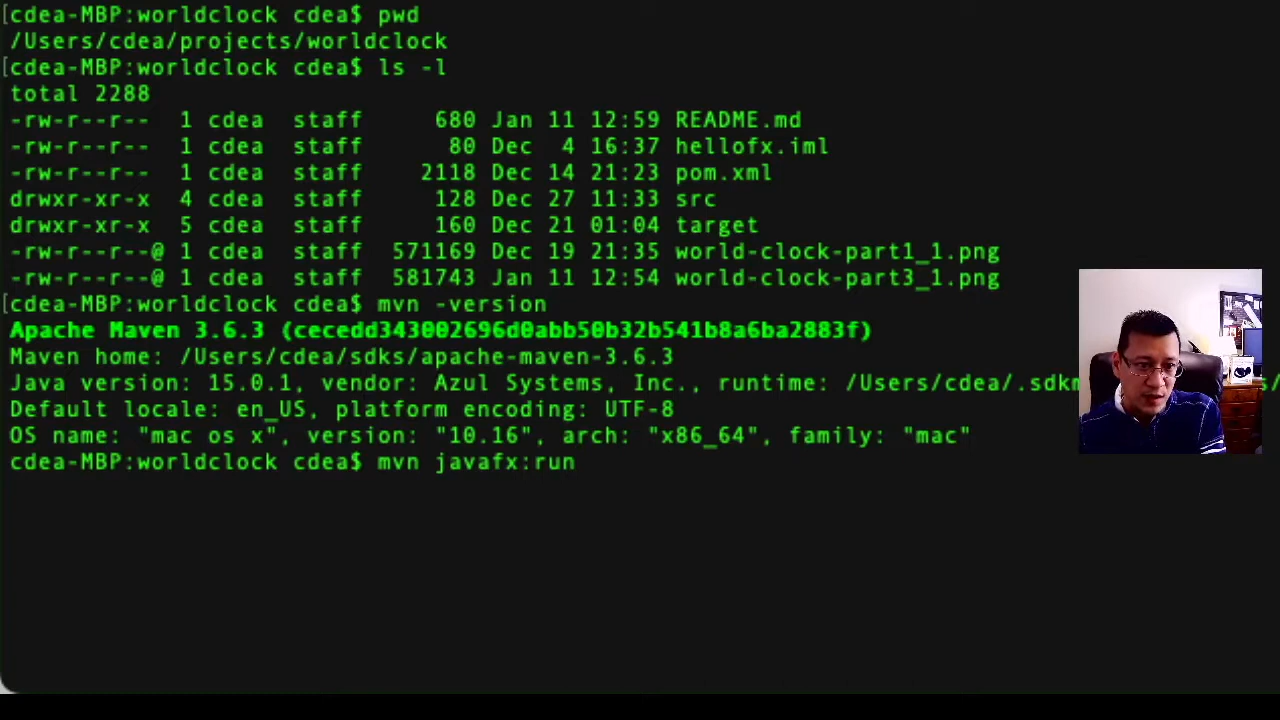 [cdea-MBP:worldclock cdea$ pwd
/Users/cdea/projects/worldclock
[cdea-MBP:worldclock cdea$ ls -l
total 2288
-rw-r--r-- 1 cdea staff 680 Jan 11 12:59 README.md
-rw-r--r-- 1 cdea staff 80 Dec 4 16:37 hellofx.iml
-rw-r--r-- 1 cdea staff 2118 Dec 14 21:23 pom.xml
drwxr-xr-x 4 cdea staff 128 Dec 27 11:33 src
drwxr-xr-x 5 cdea staff 160 Dec 21 01:04 target
-rw-r--r--@ 1 cdea staff 571169 Dec 19 21:35 world-clock-part1_1.png
-rw-r--r--@ 1 cdea staff 581743 Jan 11 12:54 world-clock-part3_1.png
[cdea-MBP:worldclock cdea$ mvn -version
Apache Maven 3.6.3 (cecedd343002696d0abb50b32b541b8a6ba2883f)
Maven home: /Users/cdea/sdks/apache-maven-3.6.3
Java version: 15.0.1, vendor: Azul Systems, Inc., runtime: /Users/cdea/
Default locale: en_US, platform encoding: UTF-8
OS name: "mac os x", version: "10.16", arch: "x86_64", family: "mac"
cdea-MBP:worldclock cdea$ mvn javafx:run